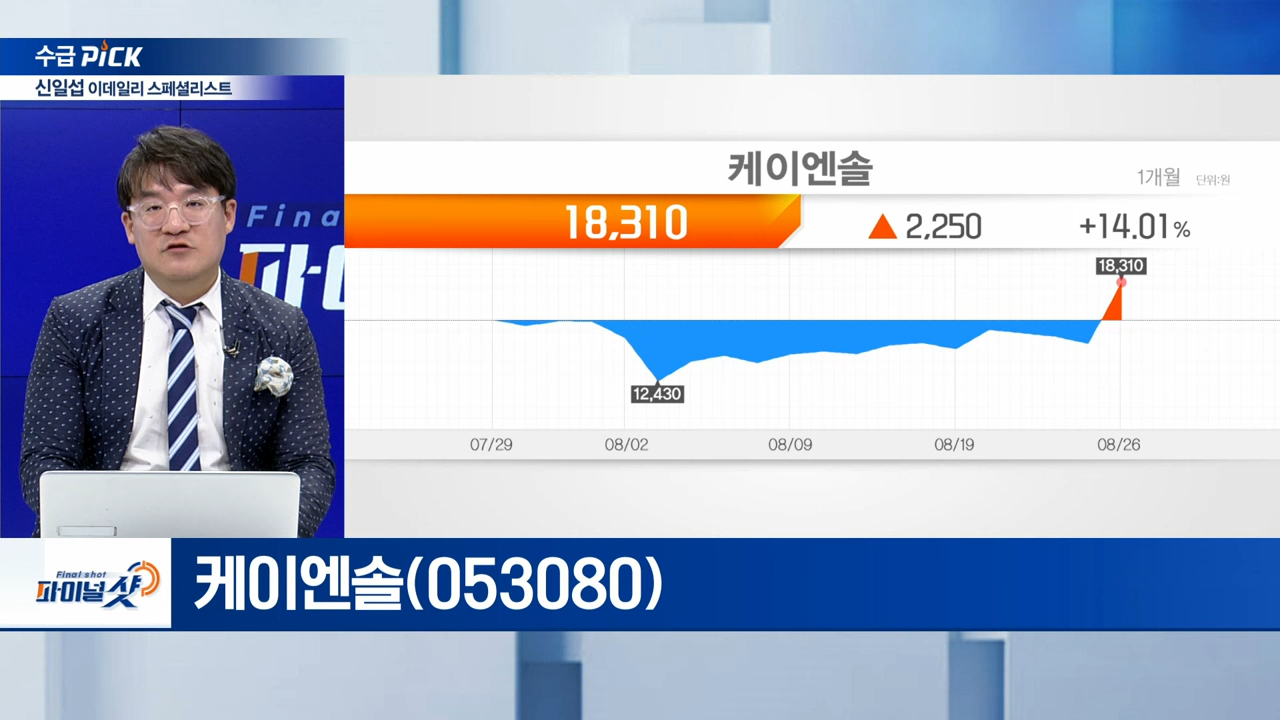 수급 PiCK
신일섭 이데일리 스페셜리스트
Fina
파이
케이엔솔
1개월 단위:원
18,310 ▲ 2,250 +14.01%
18,310
12,430
07/29 08/02 08/09 08/19 08/26
Final shot
파이널샷
케이엔솔(053080)